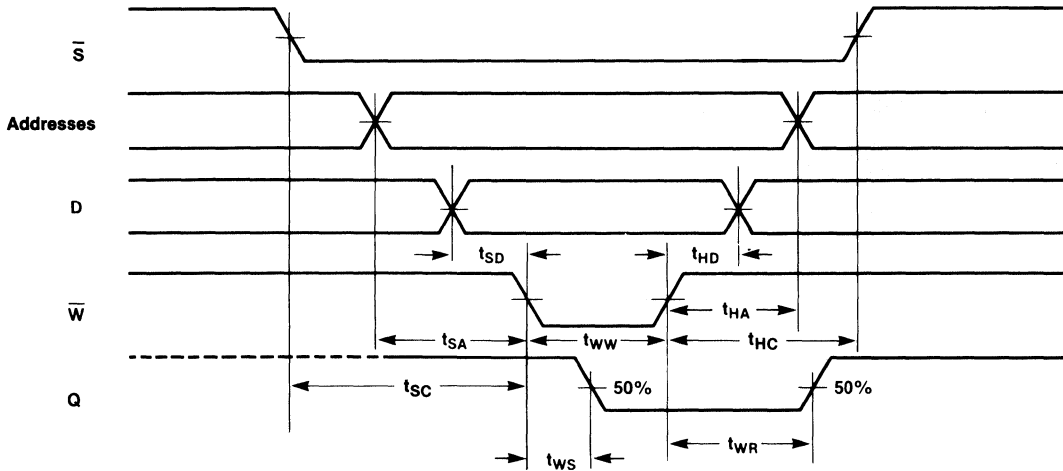 S̅
Addresses
D
tSD
tHD
W̅
tHA
tSA
tWW
tHC
Q
tSC
50%
50%
tWS
tWR